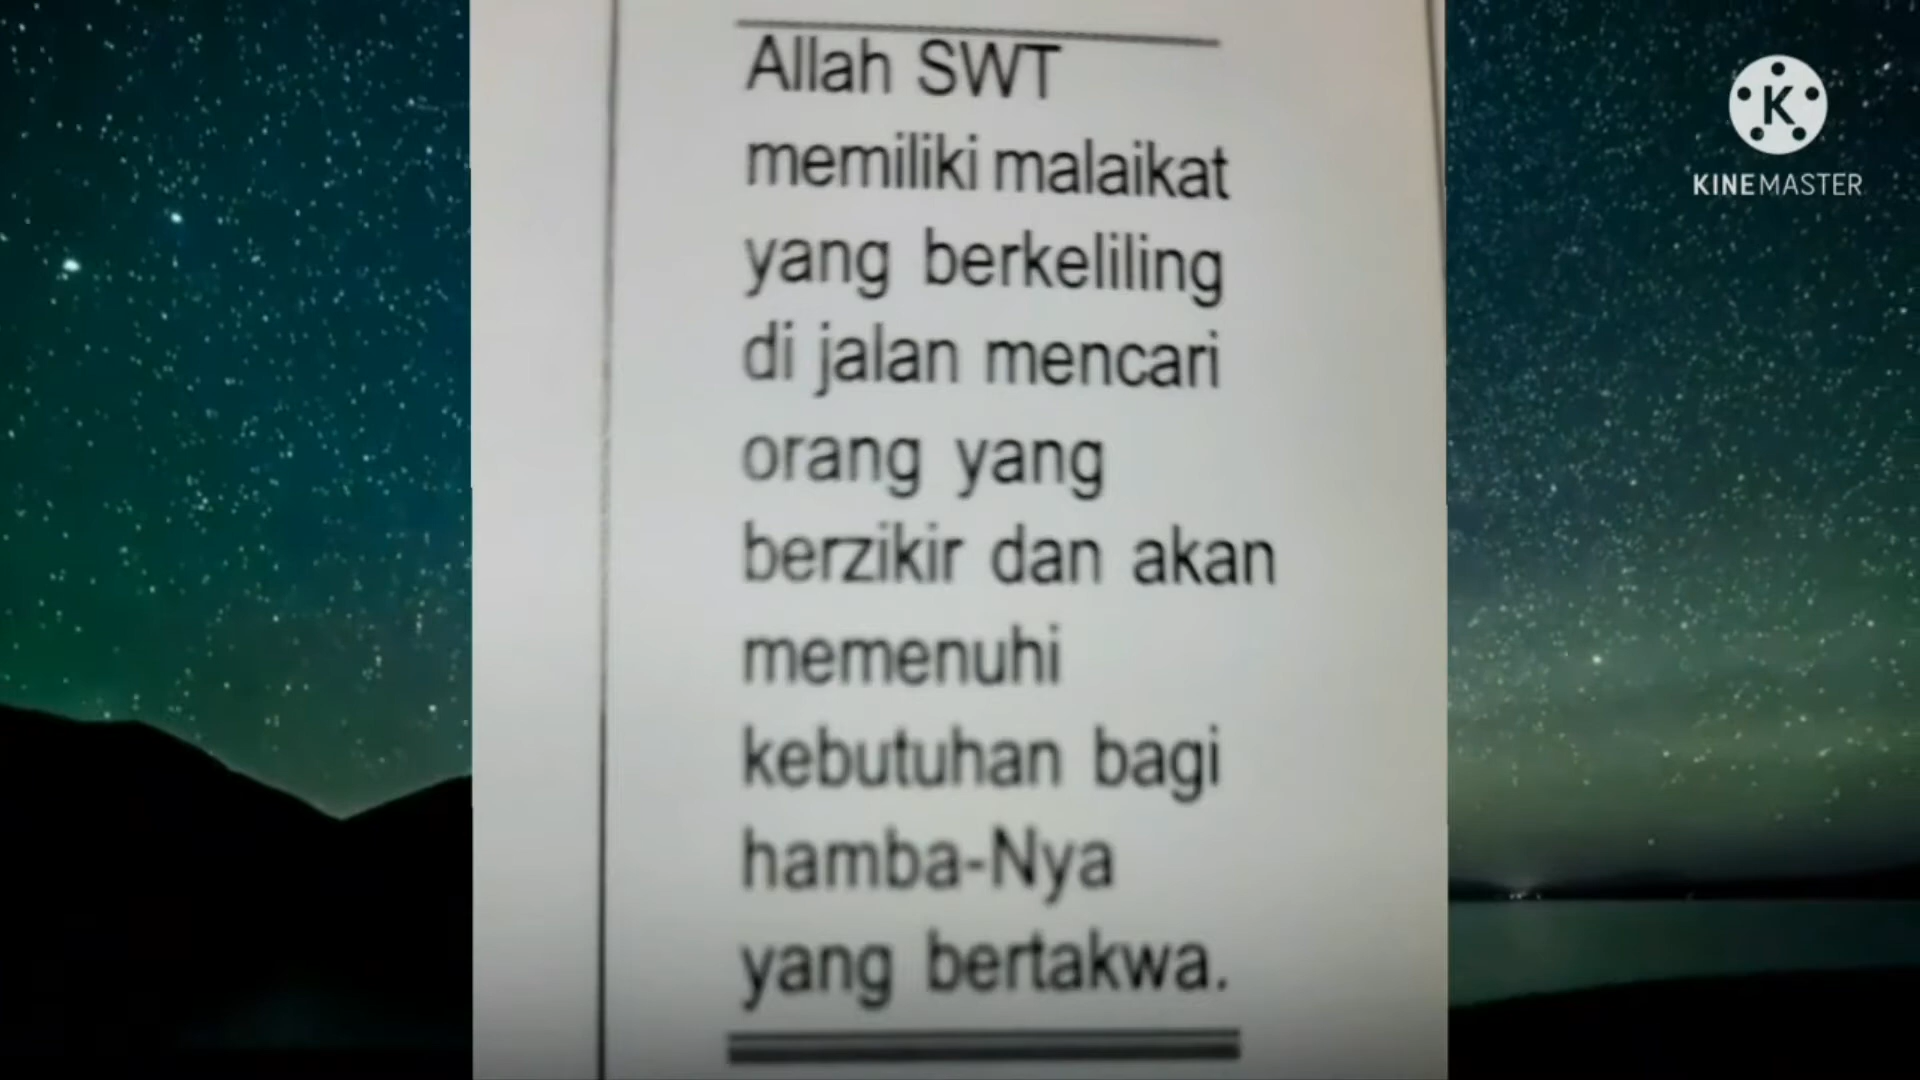 Allah SWT
memiliki malaikat
yang berkeliling
di jalan mencari
orang yang
berzikir dan akan
memenuhi
kebutuhan bagi
hamba-Nya
yang bertakwa.
K
KINEMASTER